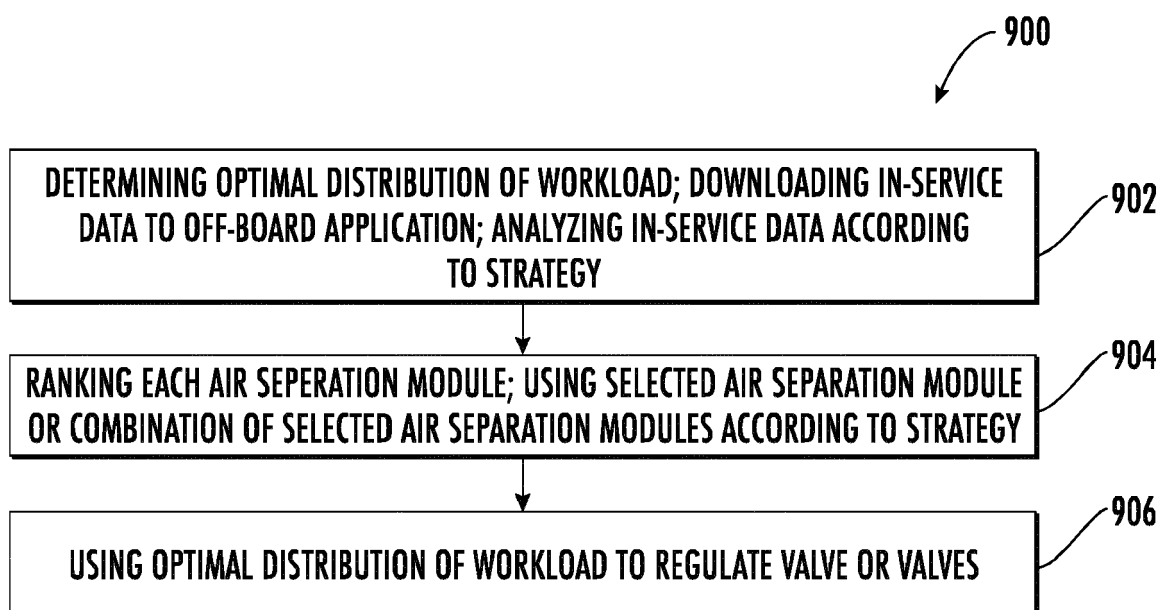 900
DETERMINING OPTIMAL DISTRIBUTION OF WORKLOAD; DOWNLOADING IN-SERVICE
DATA TO OFF-BOARD APPLICATION; ANALYZING IN-SERVICE DATA ACCORDING
TO STRATEGY
902
RANKING EACH AIR SEPERATION MODULE; USING SELECTED AIR SEPARATION MODULE
OR COMBINATION OF SELECTED AIR SEPARATION MODULES ACCORDING TO STRATEGY
904
USING OPTIMAL DISTRIBUTION OF WORKLOAD TO REGULATE VALVE OR VALVES
906